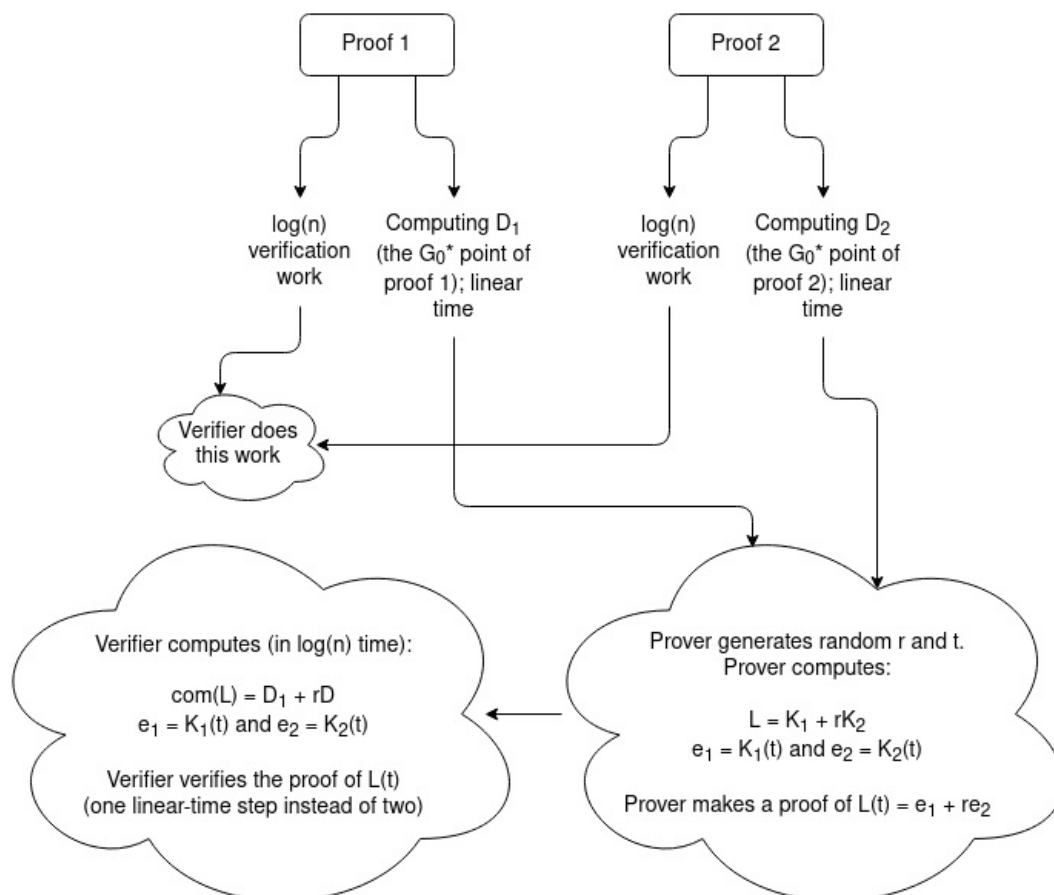 Proof 1
Proof 2
log(n)
verification
work
Computing D₁
(the G₀* point of
proof 1); linear
time
log(n)
verification
work
Computing D₂
(the G₀* point of
proof 2); linear
time
Verifier does
this work
Verifier computes (in log(n) time):
com(L) = D₁ + rD
e₁ = K₁(t) and e₂ = K₂(t)
Verifier verifies the proof of L(t)
(one linear-time step instead of two)
Prover generates random r and t.
Prover computes:
L = K₁ + rK₂
e₁ = K₁(t) and e₂ = K₂(t)
Prover makes a proof of L(t) = e₁ + re₂